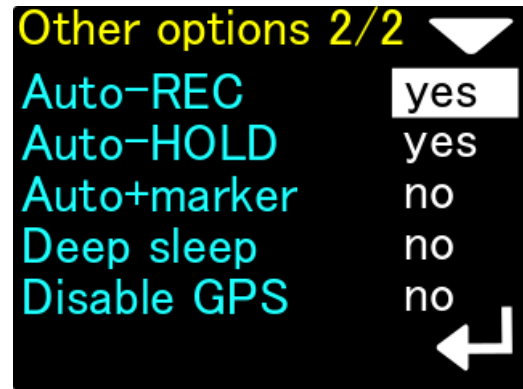 Other options 2/2
Auto-REC yes
Auto-HOLD yes
Auto+marker no
Deep sleep no
Disable GPS no